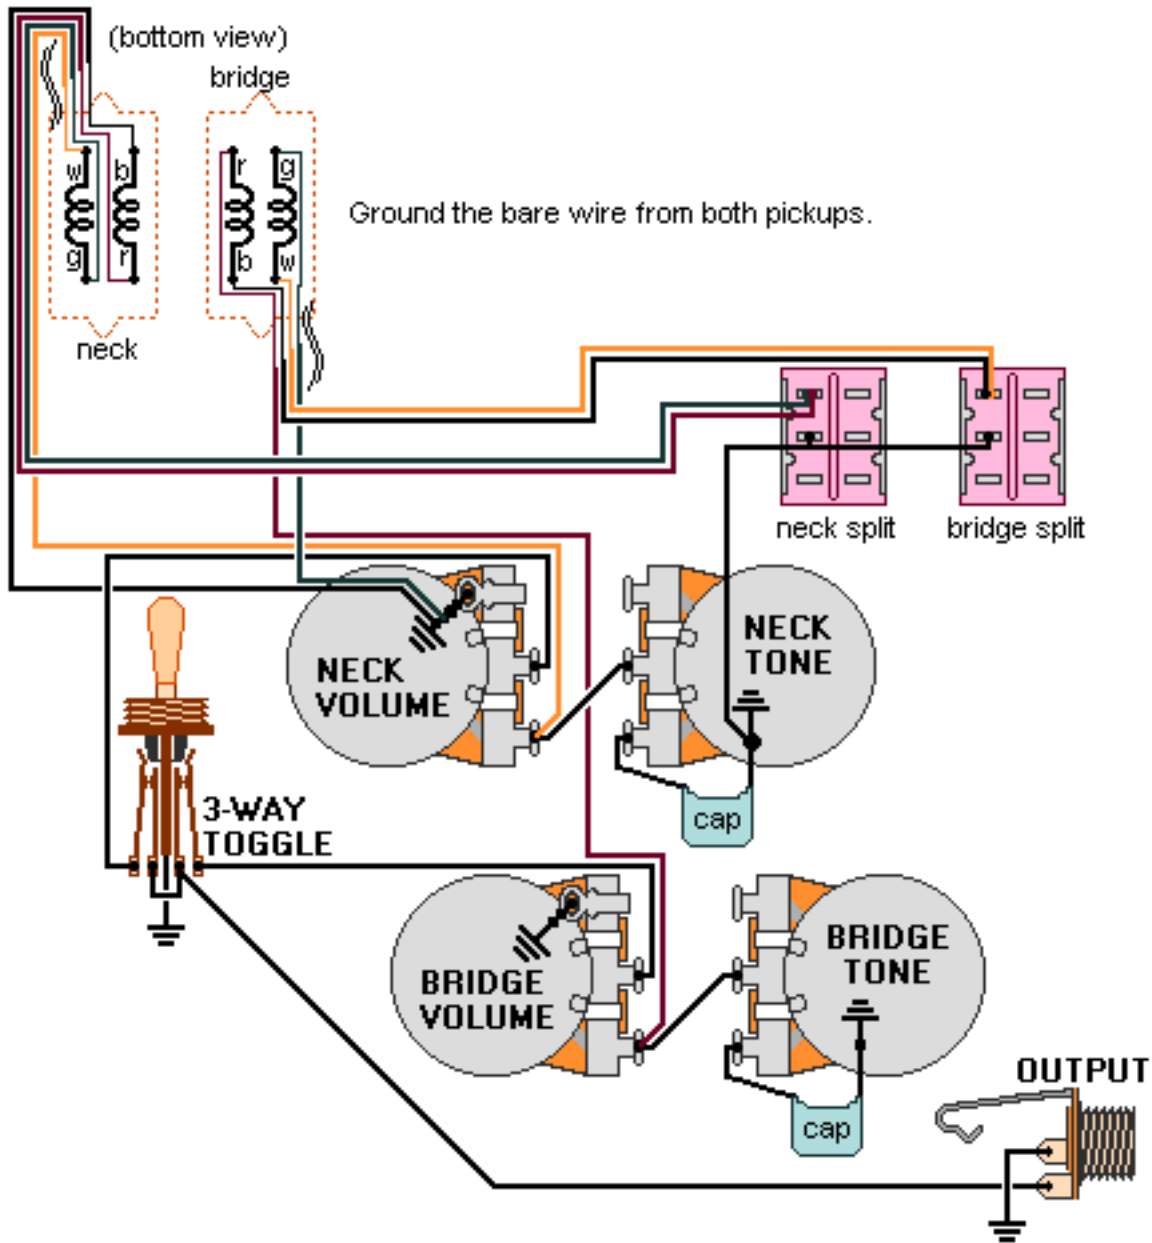 (bottom view)
bridge
w
b
r
g
g
r
b
w
Ground the bare wire from both pickups.
neck
neck split
bridge split
NECK
VOLUME
NECK
TONE
cap
3-WAY
TOGGLE
BRIDGE
VOLUME
BRIDGE
TONE
cap
OUTPUT